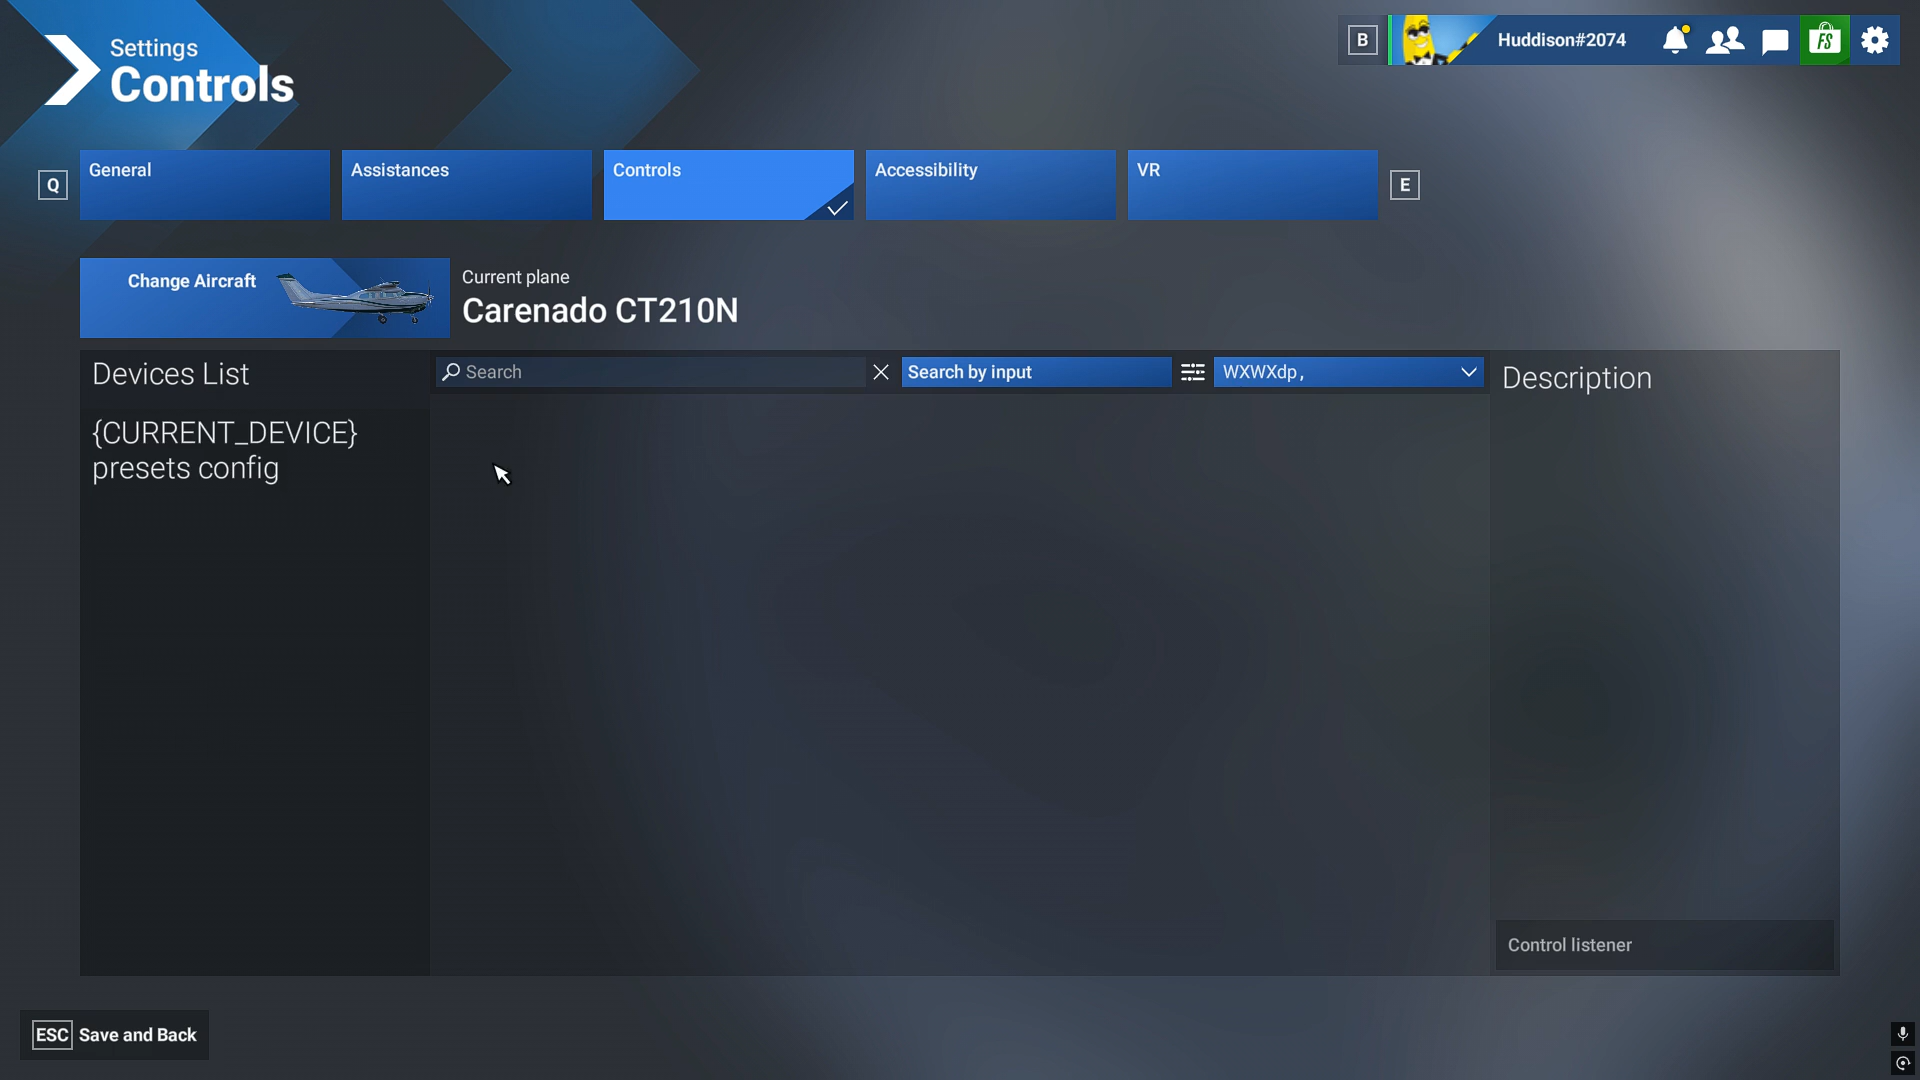 Settings
Controls
B
Huddison#2074
FS
Q
General
Assistances
Controls
Accessibility
VR
E
Change Aircraft
Current plane
Carenado CT210N
Devices List
Search
Search by input
WXWXdp,
Description
{CURRENT_DEVICE}
presets config
Control listener
ESC Save and Back